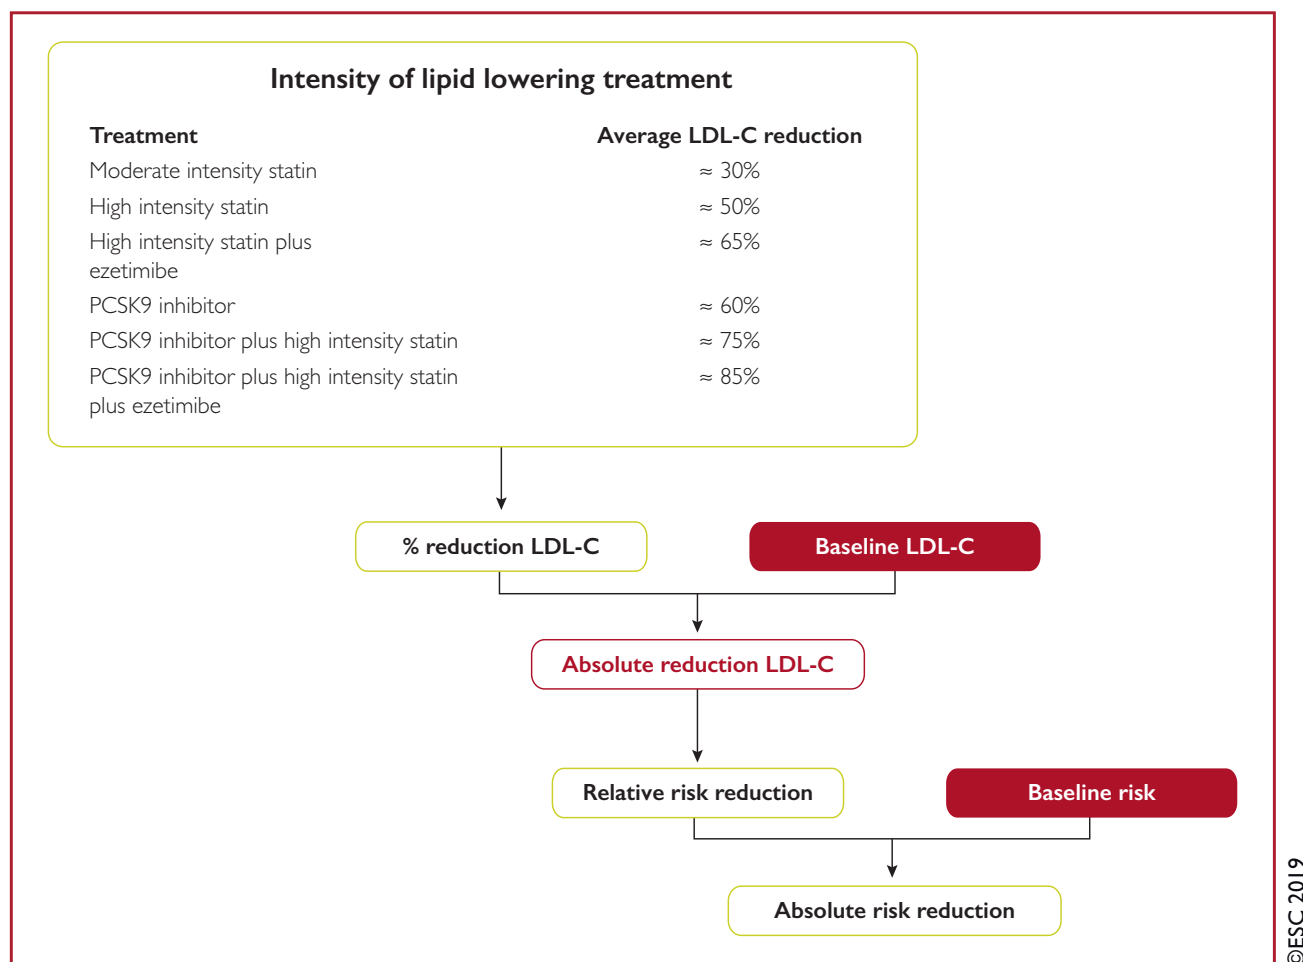 Intensity of lipid lowering treatment
Treatment Average LDL-C reduction
Moderate intensity statin ≈ 30%
High intensity statin ≈ 50%
High intensity statin plus ≈ 65%
ezetimibe
PCSK9 inhibitor ≈ 60%
PCSK9 inhibitor plus high intensity statin ≈ 75%
PCSK9 inhibitor plus high intensity statin ≈ 85%
plus ezetimibe
% reduction LDL-C Baseline LDL-C
Absolute reduction LDL-C
Relative risk reduction Baseline risk
Absolute risk reduction
©ESC 2019